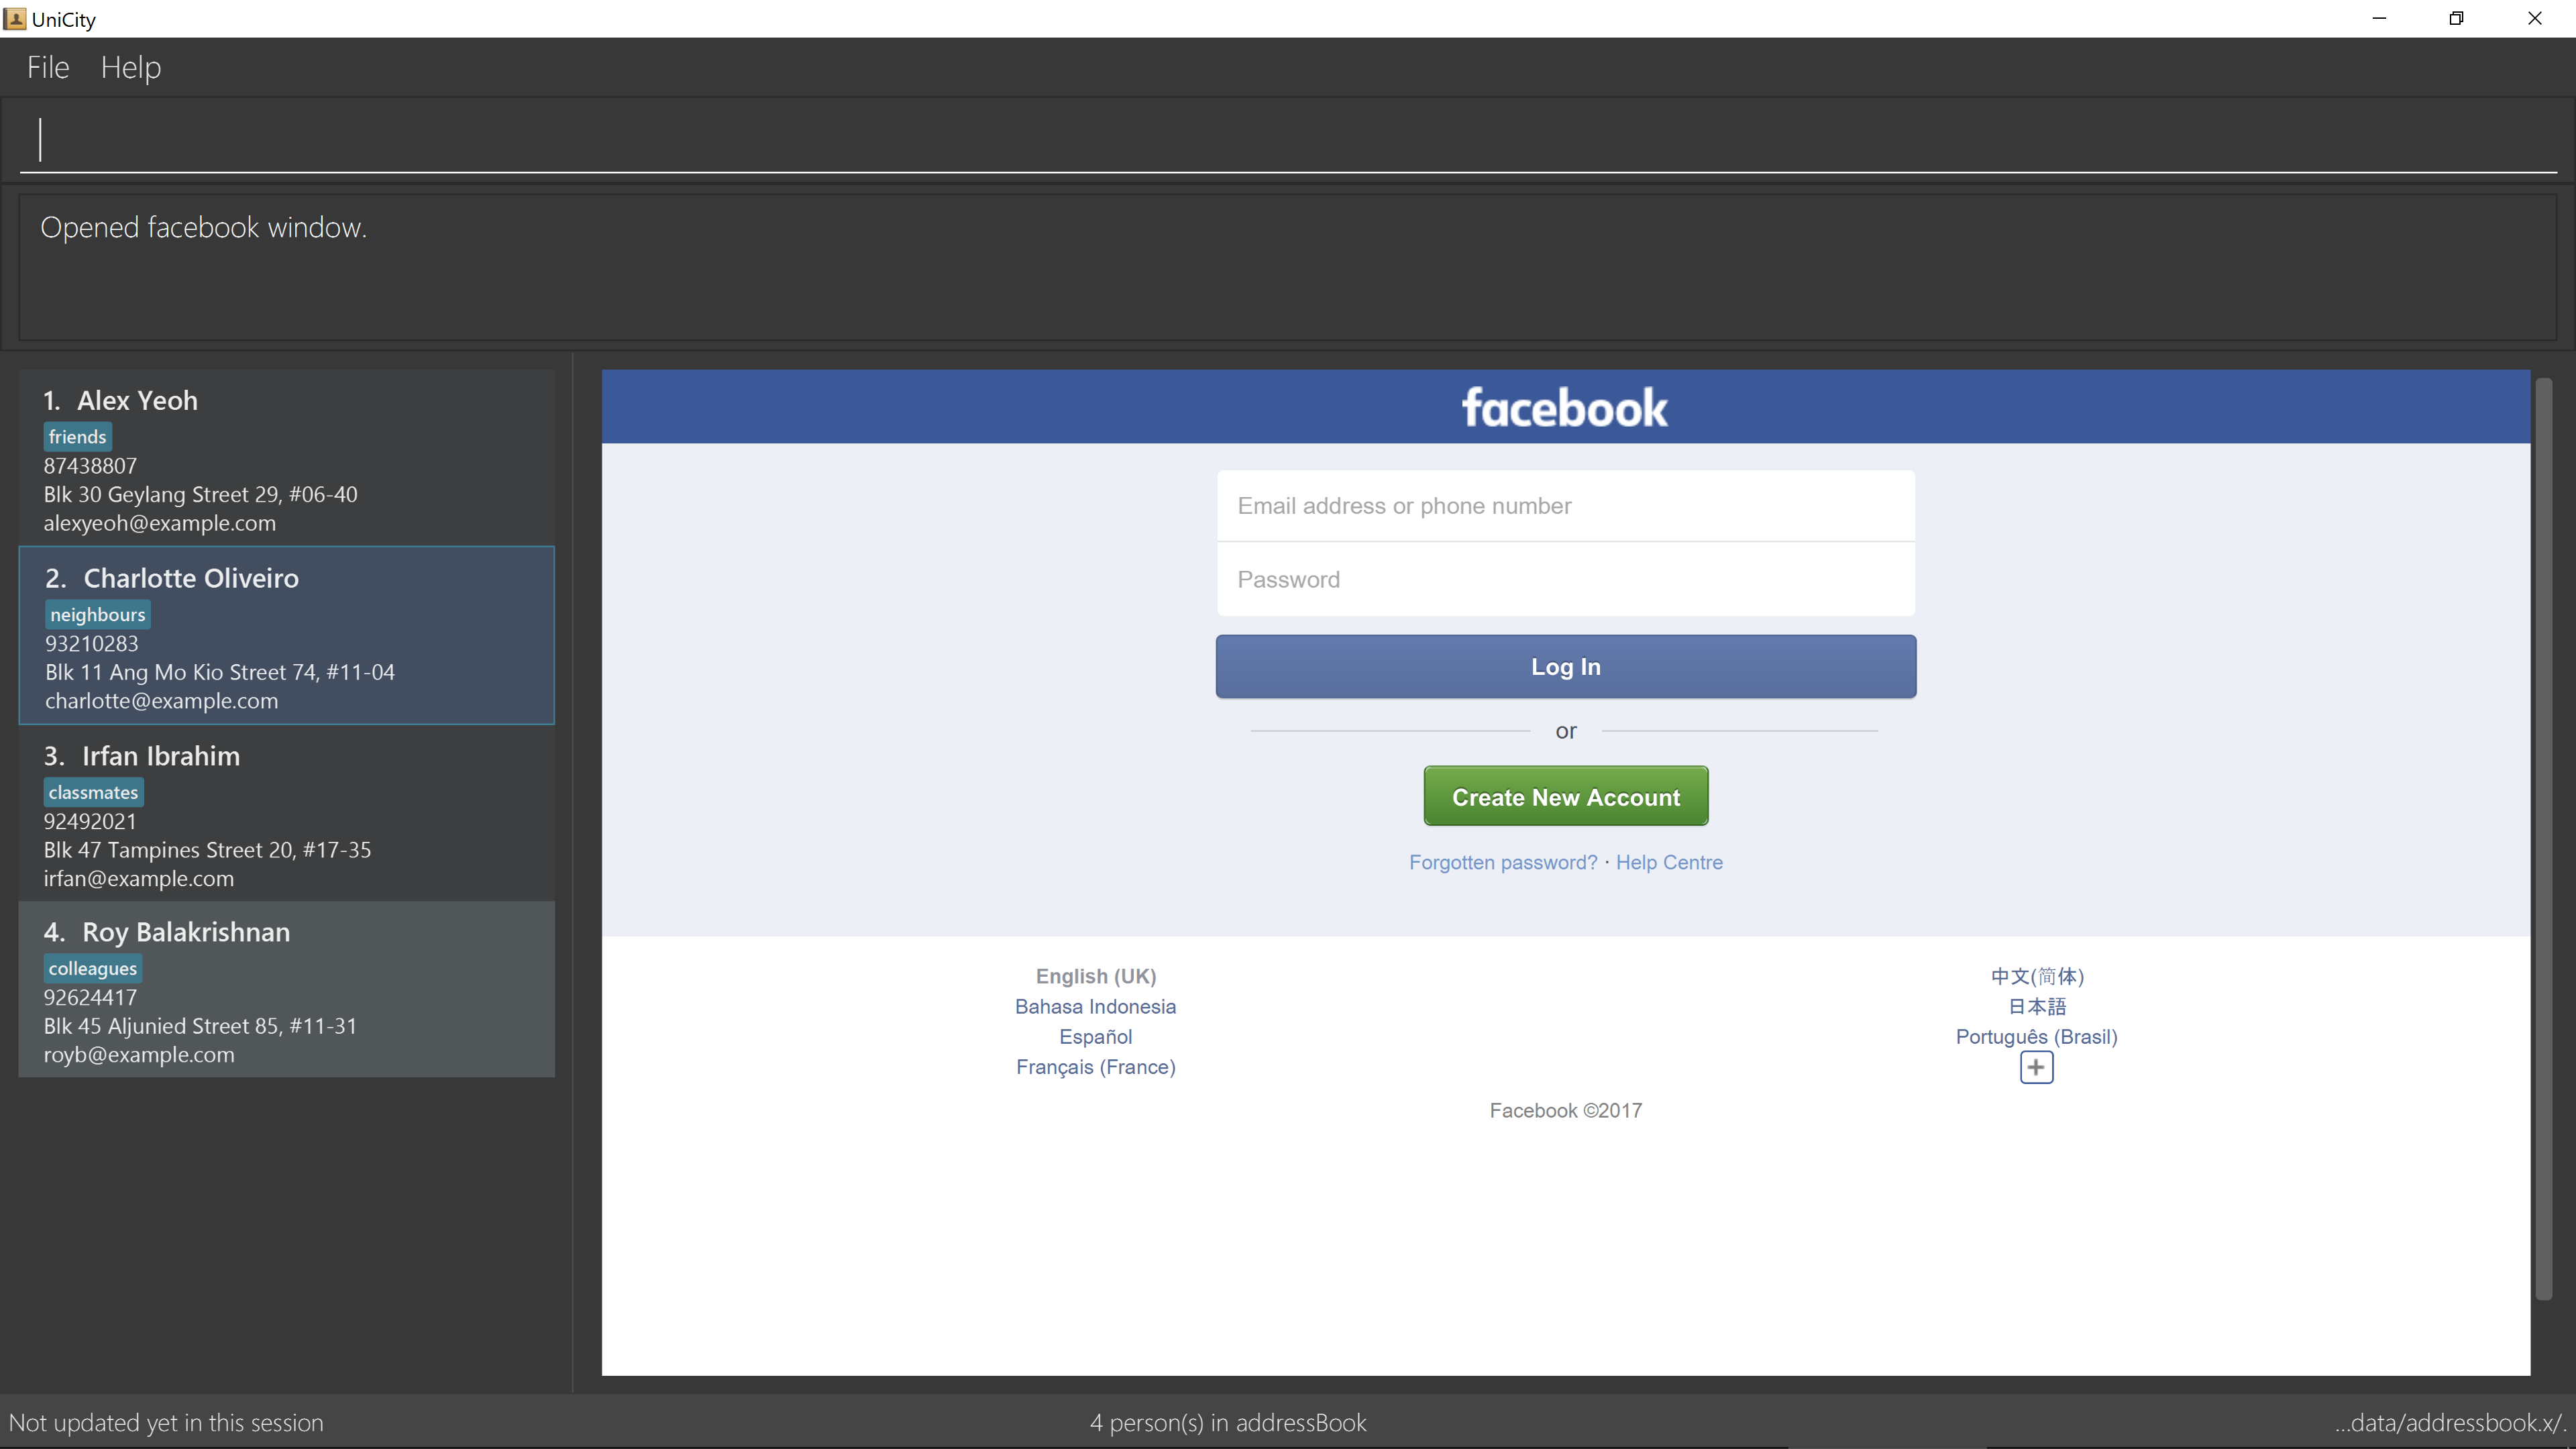 UniCity
File Help
Opened facebook window.
1. Alex Yeoh
friends
87438807
Blk 30 Geylang Street 29, #06-40
alexyeoh@example.com
2. Charlotte Oliveiro
neighbours
93210283
Blk 11 Ang Mo Kio Street 74, #11-04
charlotte@example.com
3. Irfan Ibrahim
classmates
92492021
Blk 47 Tampines Street 20, #17-35
irfan@example.com
4. Roy Balakrishnan
colleagues
92624417
Blk 45 Aljunied Street 85, #11-31
royb@example.com
facebook
Email address or phone number
Password
Log In
or
Create New Account
Forgotten password? · Help Centre
English (UK)
Bahasa Indonesia
Español
Français (France)
中文(简体)
日本語
Português (Brasil)
+
Facebook ©2017
Not updated yet in this session
4 person(s) in addressBook
...data/addressbook.x/.